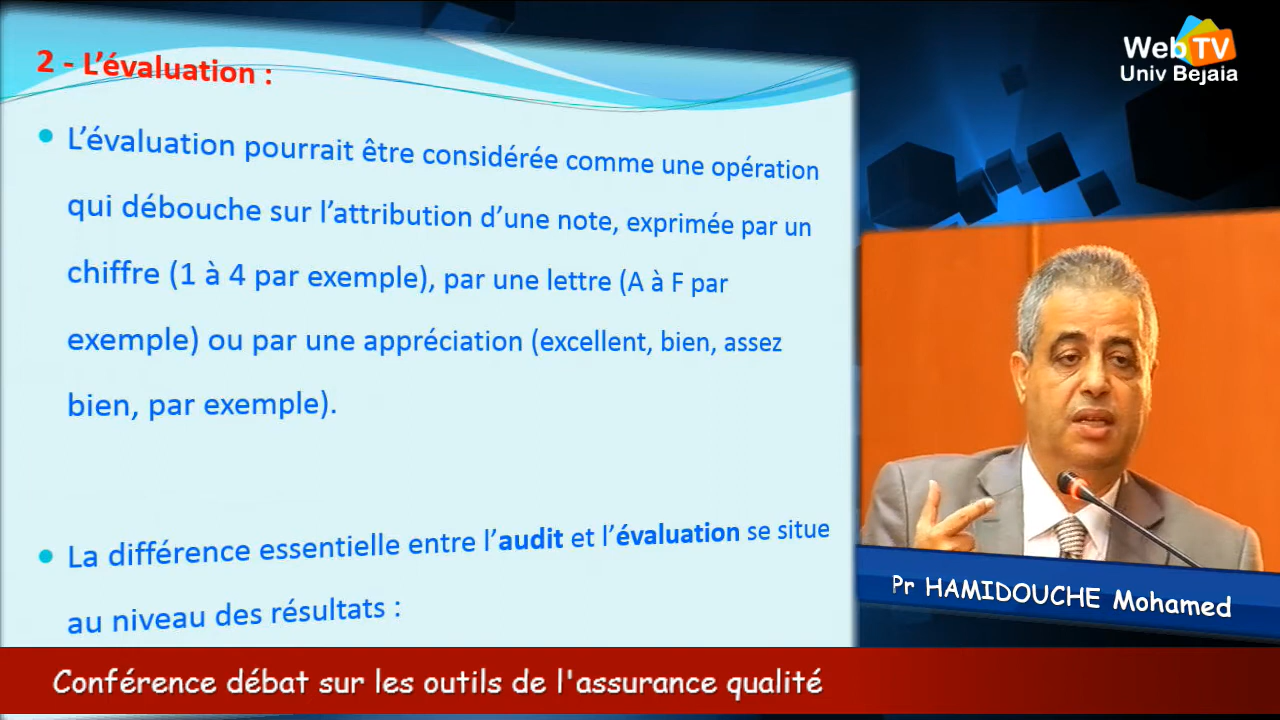 2 - L’évaluation :
L’évaluation pourrait être considérée comme une opération
qui débouche sur l’attribution d’une note, exprimée par un
chiffre (1 à 4 par exemple), par une lettre (A à F par
exemple) ou par une appréciation (excellent, bien, assez
bien, par exemple).
La différence essentielle entre l’audit et l’évaluation se situe
au niveau des résultats :
Web TV
Univ Bejaia
Pr HAMIDOUCHE Mohamed
Conférence débat sur les outils de l'assurance qualité